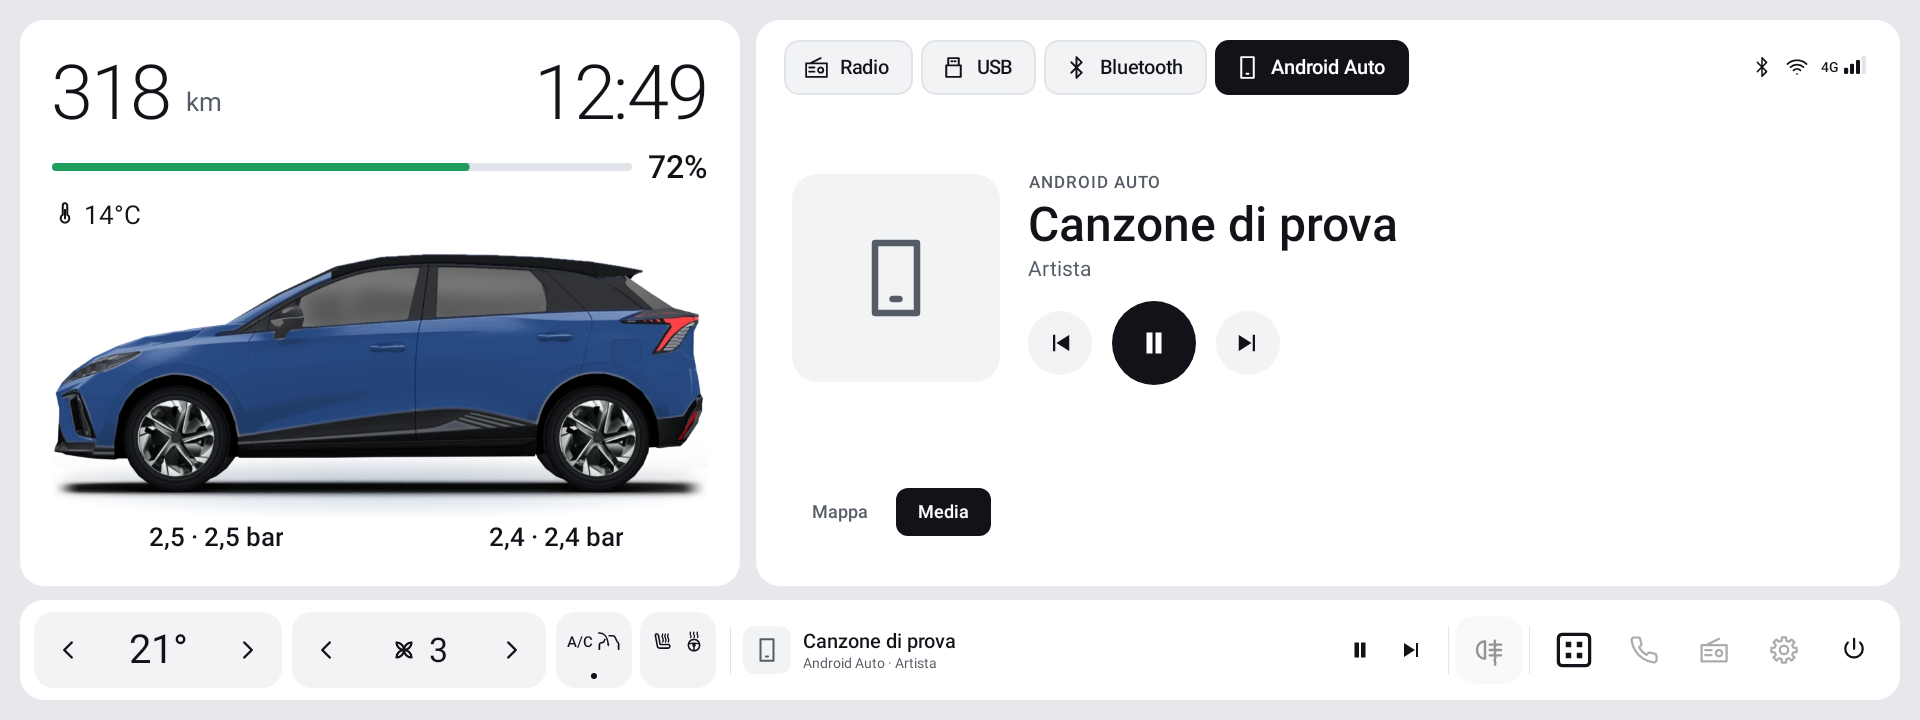 318 km
12:49
72%
14°C
2,5 · 2,5 bar
2,4 · 2,4 bar
Radio
USB
Bluetooth
Android Auto
4G
ANDROID AUTO
Canzone di prova
Artista
Mappa
Media
21°
3
A/C
Canzone di prova
Android Auto · Artista